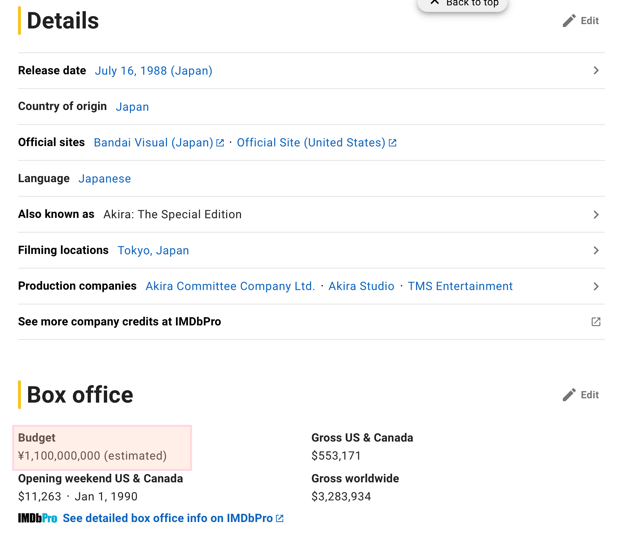 Back to top
Details
Edit
Release date July 16, 1988 (Japan)
Country of origin Japan
Official sites Bandai Visual (Japan) · Official Site (United States)
Language Japanese
Also known as Akira: The Special Edition
Filming locations Tokyo, Japan
Production companies Akira Committee Company Ltd. · Akira Studio · TMS Entertainment
See more company credits at IMDbPro
Box office
Edit
Budget
¥1,100,000,000 (estimated)
Gross US & Canada
$553,171
Opening weekend US & Canada
$11,263 · Jan 1, 1990
Gross worldwide
$3,283,934
IMDbPro See detailed box office info on IMDbPro